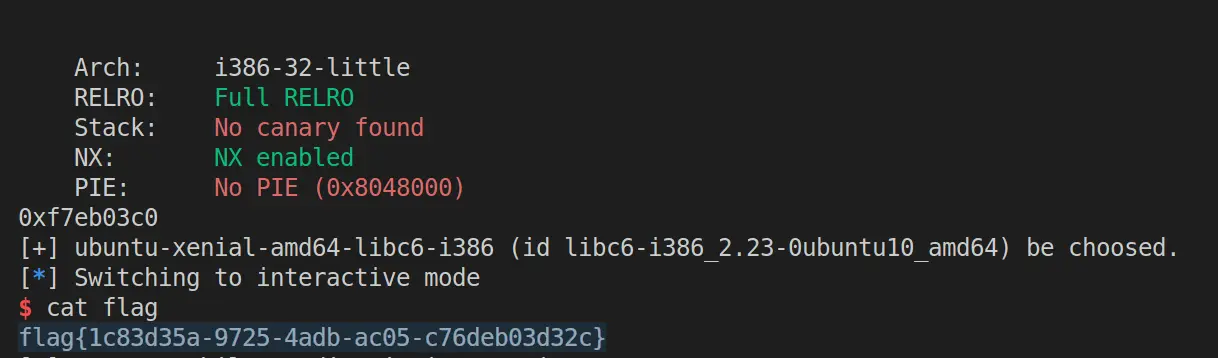 Arch: i386-32-little
RELRO: Full RELRO
Stack: No canary found
NX: NX enabled
PIE: No PIE (0x8048000)
0xf7eb03c0
[+] ubuntu-xenial-amd64-libc6-i386 (id libc6-i386_2.23-0ubuntu10_amd64) be choosed.
[*] Switching to interactive mode
$ cat flag
flag{1c83d35a-9725-4adb-ac05-c76deb03d32c}